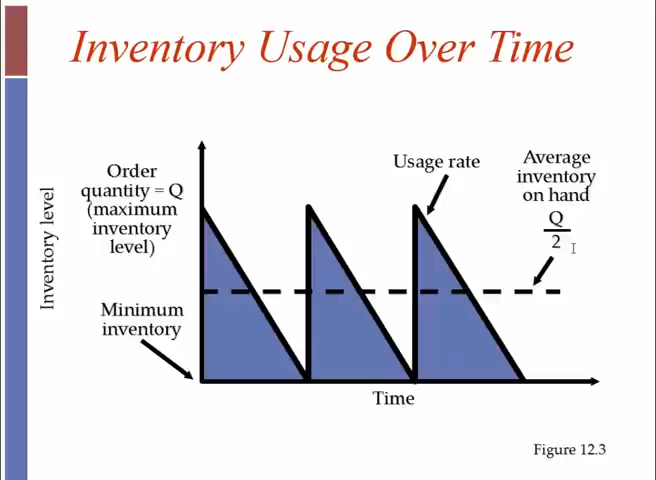 Inventory Usage Over Time
Order
quantity = Q
(maximum
inventory
level)
Usage rate
Average
inventory
on hand
Q
2
Inventory level
Minimum
inventory
Time
Figure 12.3